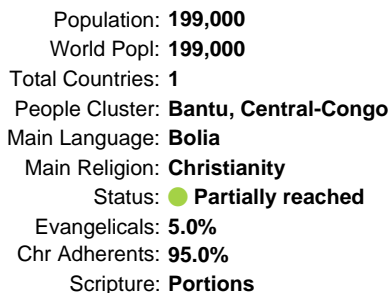 Population: 199,000
World Popl: 199,000
Total Countries: 1
People Cluster: Bantu, Central-Congo
Main Language: Bolia
Main Religion: Christianity
Status: Partially reached
Evangelicals: 5.0%
Chr Adherents: 95.0%
Scripture: Portions